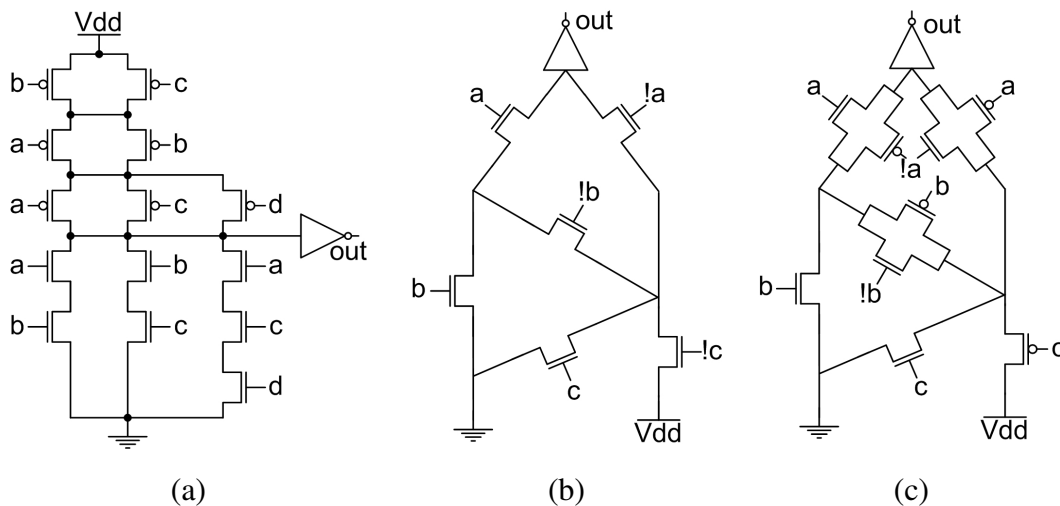 Vdd
b c
a b
a c d
out
a b a
b c c
d
(a)
out
a !a
!b
b
c !c
Vdd
(b)
out
a a
!a
b
!b
b
c c
Vdd
(c)